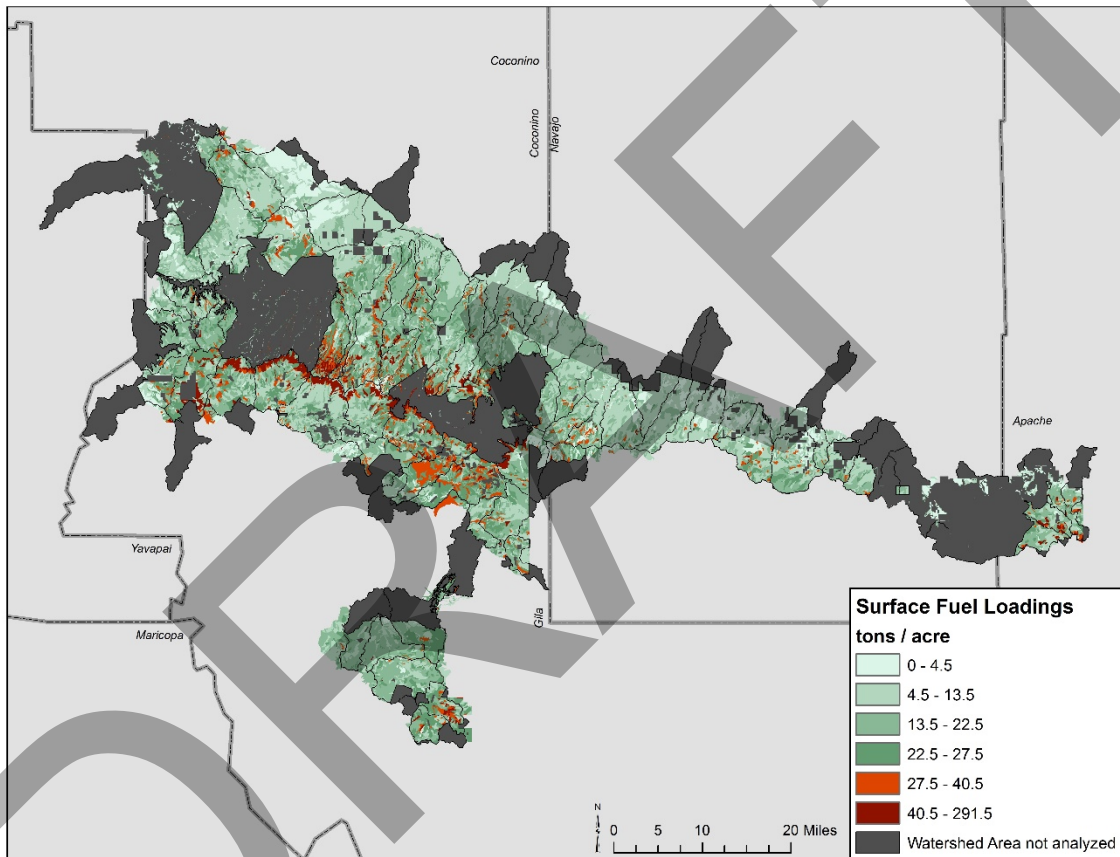 Coconino
Coconino
Navajo
Apache
Yavapai
Maricopa
Gila
DRAFT
N
0 5 10 20 Miles
Surface Fuel Loadings
tons / acre
0 - 4.5
4.5 - 13.5
13.5 - 22.5
22.5 - 27.5
27.5 - 40.5
40.5 - 291.5
Watershed Area not analyzed